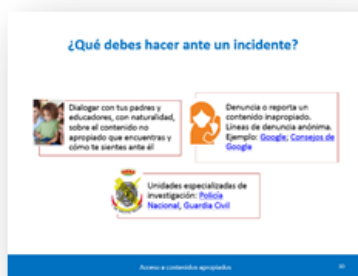 ¿Qué debes hacer ante un incidente?
Dialogar con tus padres y
educadores, con naturalidad,
sobre el contenido no
apropiado que encuentras y
cómo te sientes ante él
Denuncia o reporta un
contenido inapropiado.
Líneas de denuncia anónima.
Ejemplo: Google; Consejos de
Google
Unidades especializadas de
investigación: Policía
Nacional, Guardia Civil
Acceso a contenidos apropiados